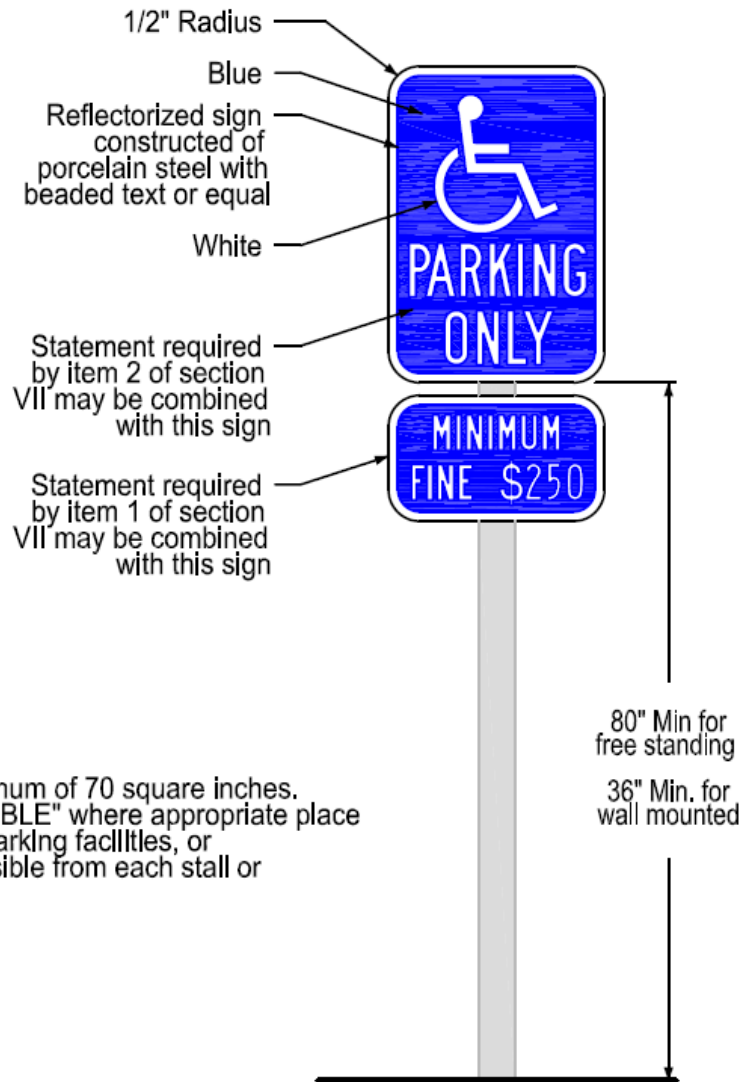 1/2" Radius
Blue
Reflectorized sign
constructed of
porcelain steel with
beaded text or equal
White
PARKING
ONLY
Statement required
by item 2 of section
VII may be combined
with this sign
MINIMUM
FINE $250
Statement required
by item 1 of section
VII may be combined
with this sign
80" Min for
free standing
36" Min. for
wall mounted
num of 70 square inches.
BLE" where appropriate place
arking facilities, or
sible from each stall or